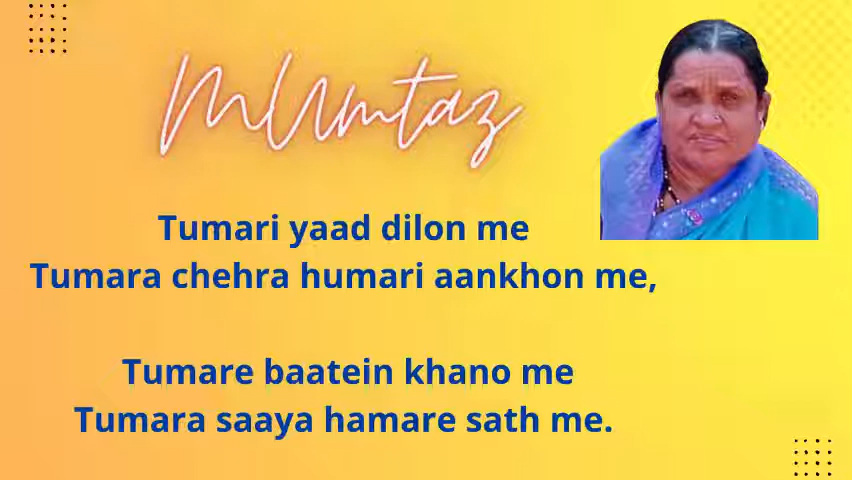 MUmtaz
Tumari yaad dilon me
Tumara chehra humari aankhon me,
Tumare baatein khano me
Tumara saaya hamare sath me.